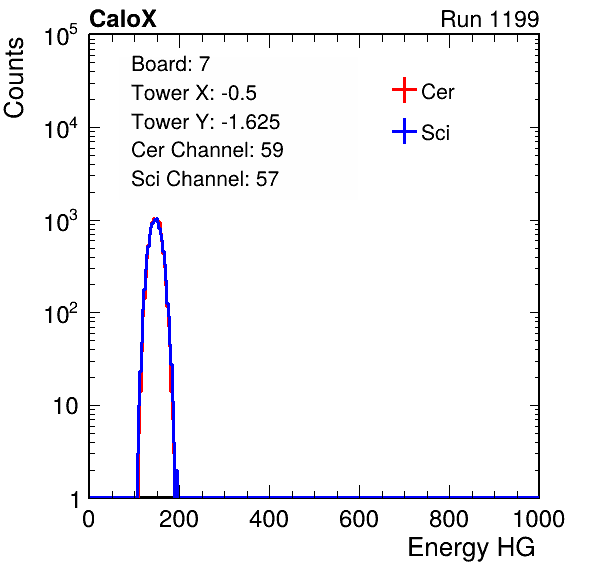 CaloX Run 1199
Counts
10^5
10^4
10^3
10^2
10
1
Board: 7
Tower X: -0.5
Tower Y: -1.625
Cer Channel: 59
Sci Channel: 57
Cer
Sci
0 200 400 600 800 1000
Energy HG